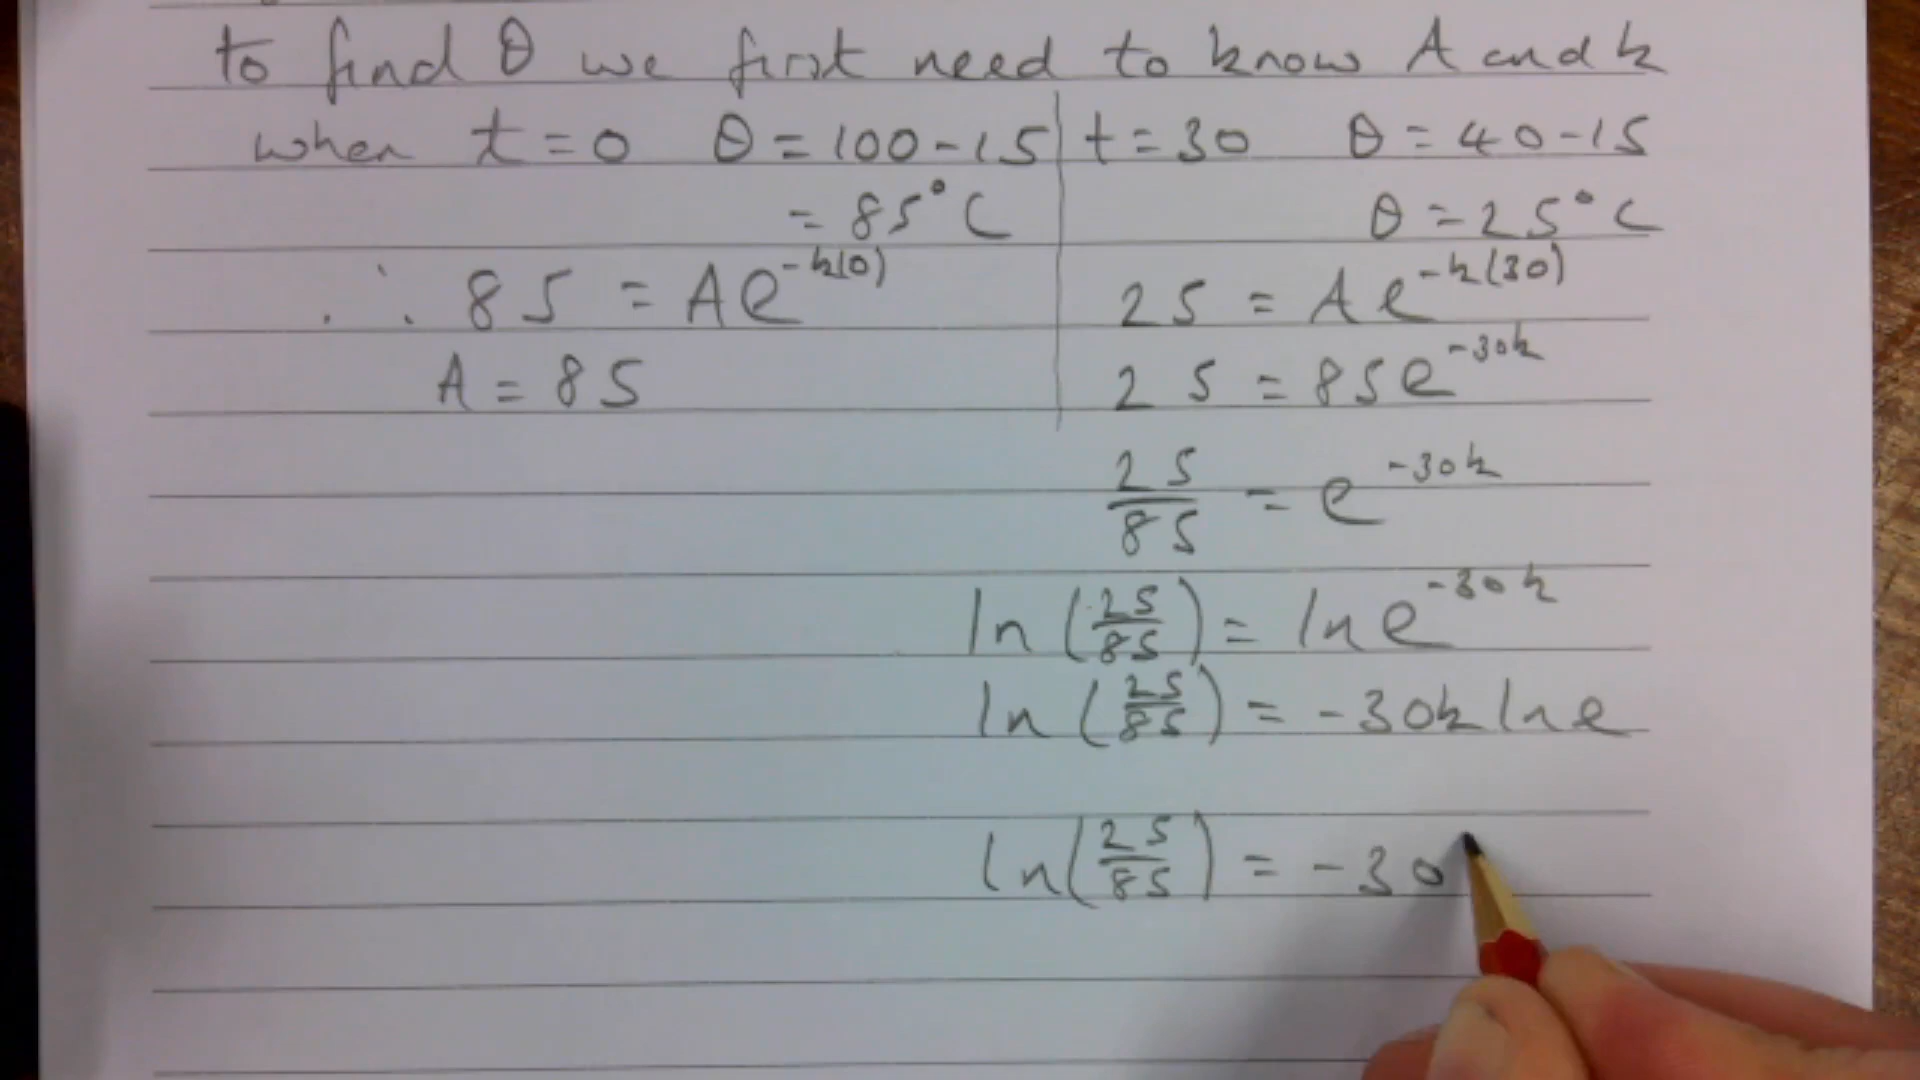 to find θ we first need to know A and k
when t = 0 θ = 100 - 15
= 85°C
∴ 85 = Ae^{-k(0)}
A = 85
t = 30 θ = 40 - 15
θ = 25°C
25 = Ae^{-k(30)}
25 = 85e^{-30k}
25/85 = e^{-30k}
ln(25/85) = ln e^{-30k}
ln(25/85) = -30k ln e
ln(25/85) = -30